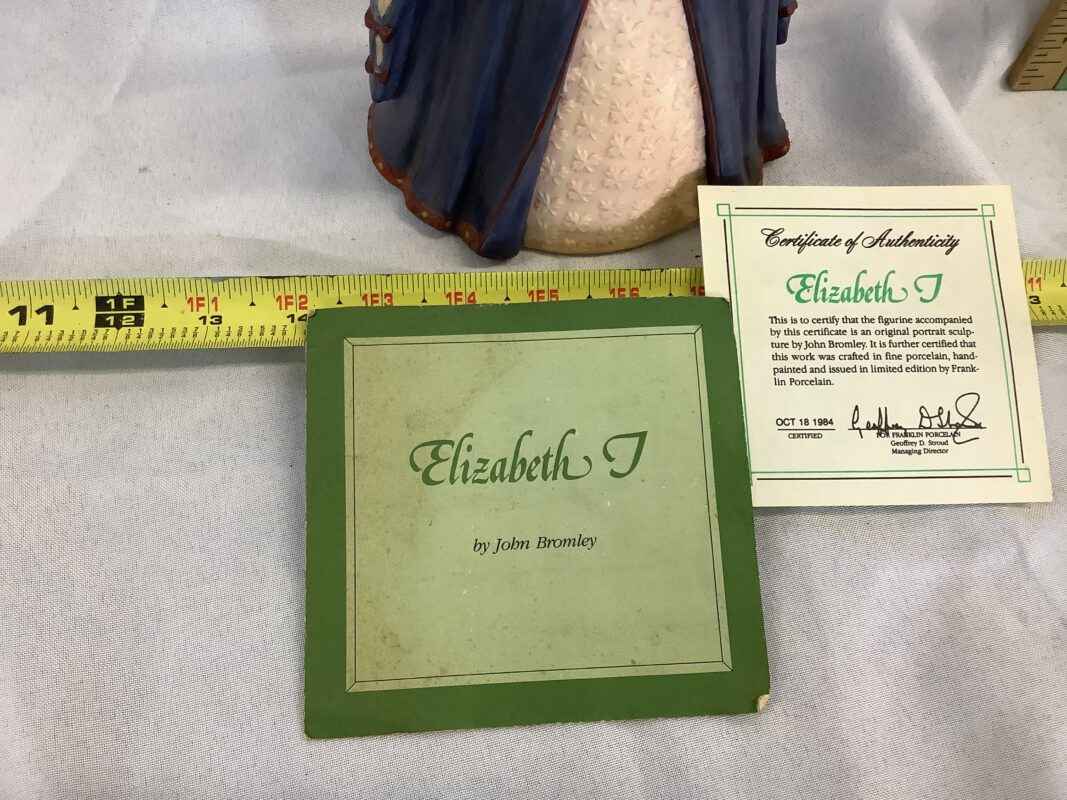 11 1F 1F1 1F2 1F3 1F4 1F5 1F6 11
12 13 14 3
Certificate of Authenticity
Elizabeth I
This is to certify that the figurine accompanied
by this certificate is an original portrait sculp-
ture by John Bromley. It is further certified that
this work was crafted in fine porcelain, hand-
painted and issued in limited edition by Frank-
lin Porcelain.
OCT 18 1984
CERTIFIED
FOR FRANKLIN PORCELAIN
Geoffrey D. Stroud
Managing Director
Elizabeth I
by John Bromley